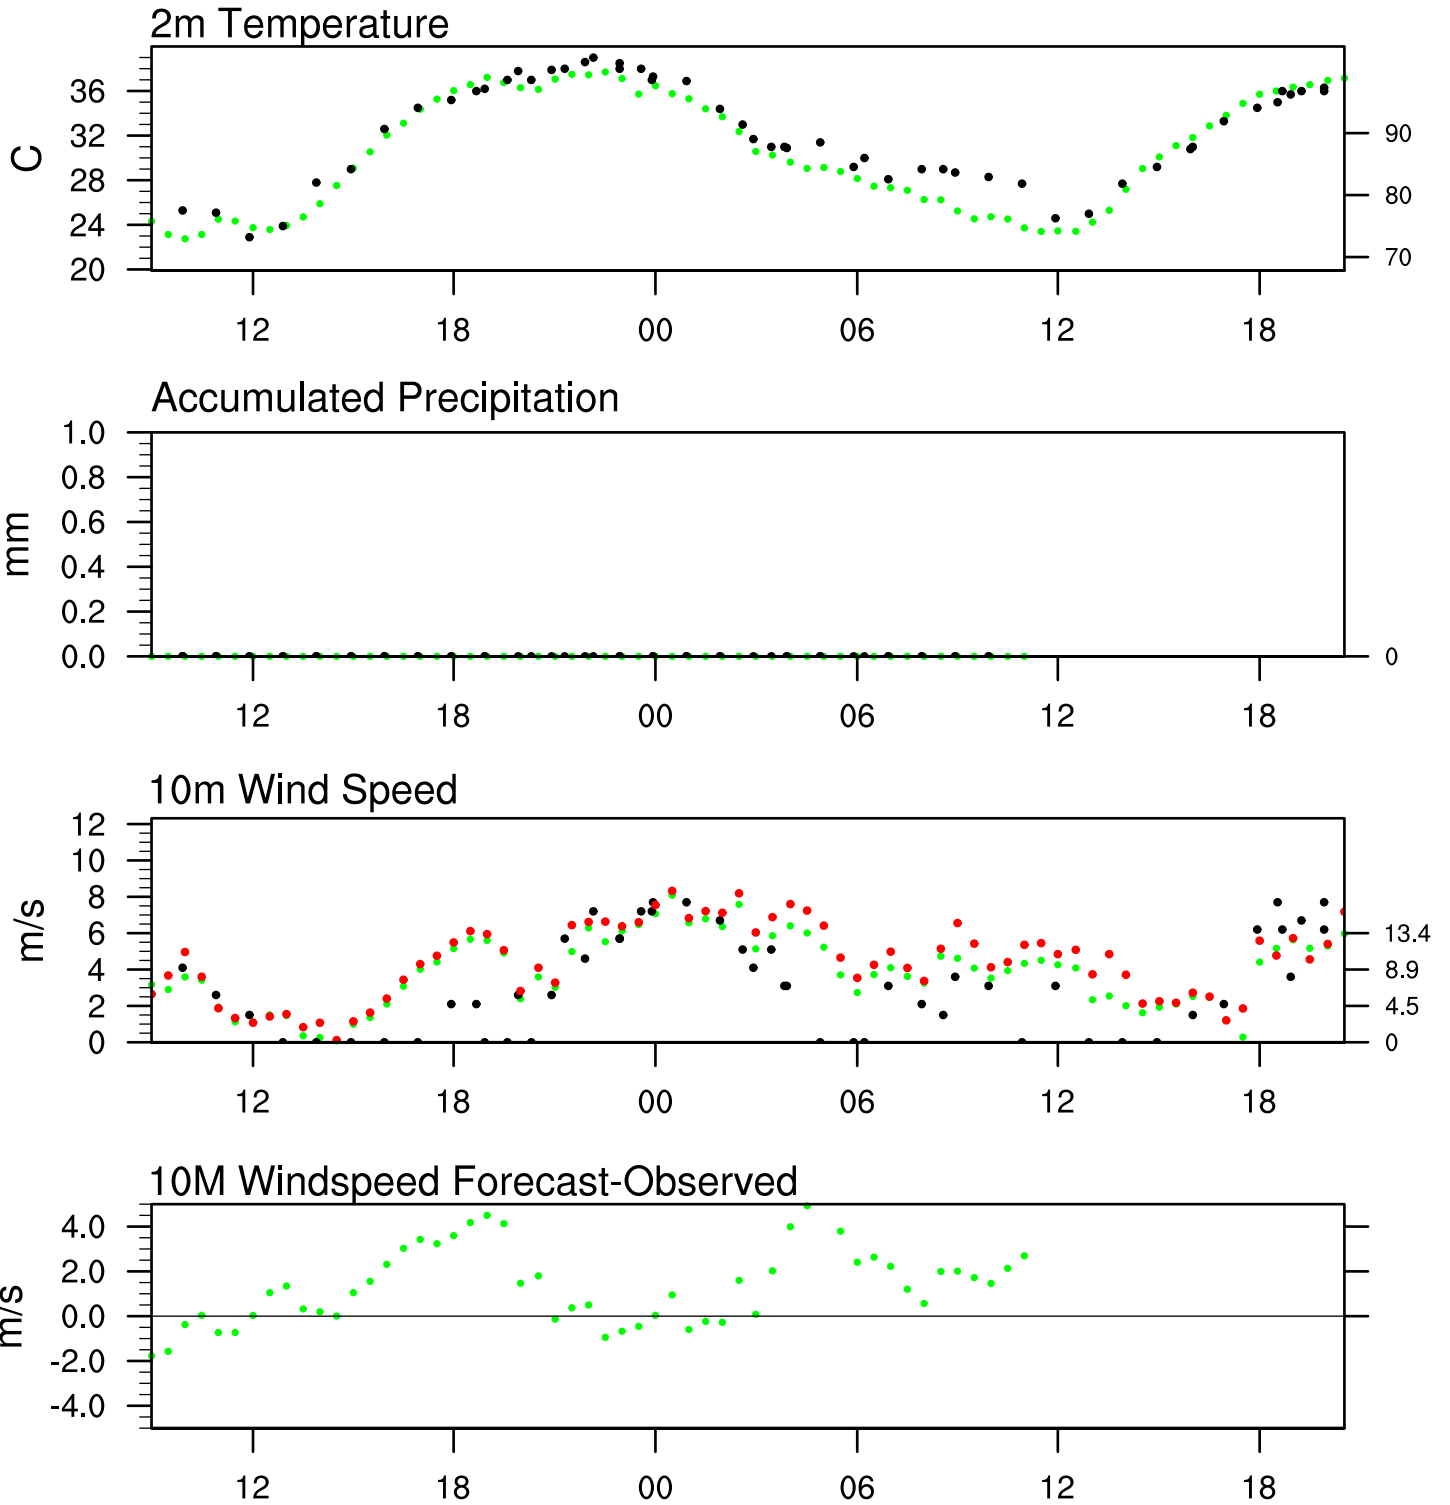 2m Temperature
C
36
32
28
24
20
90
80
70
12 18 00 06 12 18
Accumulated Precipitation
mm
1.0
0.8
0.6
0.4
0.2
0.0
0
12 18 00 06 12 18
10m Wind Speed
m/s
12
10
8
6
4
2
0
13.4
8.9
4.5
0
12 18 00 06 12 18
10M Windspeed Forecast-Observed
m/s
4.0
2.0
0.0
-2.0
-4.0
12 18 00 06 12 18